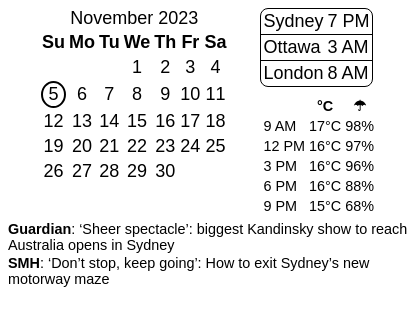 November 2023
Su Mo Tu We Th Fr Sa
1 2 3 4
5 6 7 8 9 10 11
12 13 14 15 16 17 18
19 20 21 22 23 24 25
26 27 28 29 30
Sydney 7 PM
Ottawa 3 AM
London 8 AM
°C ☂
9 AM 17°C 98%
12 PM 16°C 97%
3 PM 16°C 96%
6 PM 16°C 88%
9 PM 15°C 68%
Guardian: ‘Sheer spectacle’: biggest Kandinsky show to reach
Australia opens in Sydney
SMH: ‘Don’t stop, keep going’: How to exit Sydney’s new
motorway maze